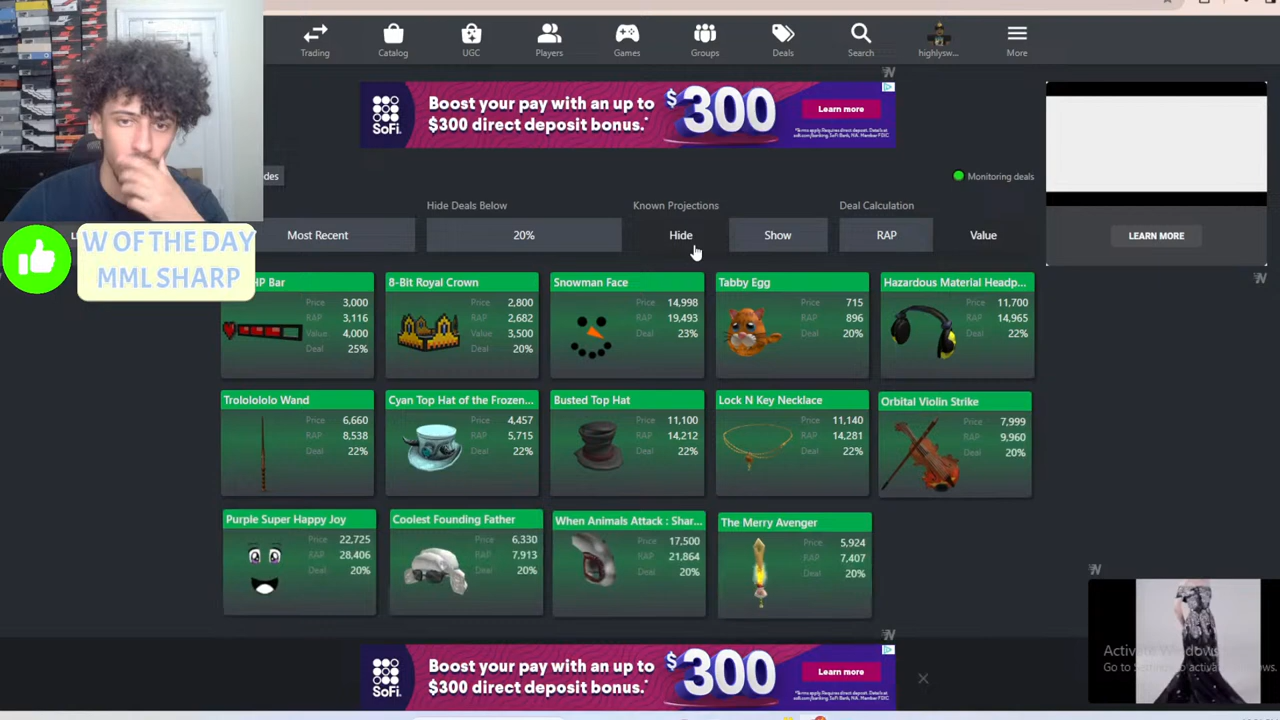 Trading
Catalog
UGC
Players
Games
Groups
Deals
Search
highlysw...
More
SoFi.
Boost your pay with an up to
$300 direct deposit bonus.*
$300
Learn more
des
Monitoring deals
Hide Deals Below
Known Projections
Deal Calculation
Most Recent
20%
Hide
Show
RAP
Value
LEARN MORE
W OF THE DAY
MML SHARP
HP Bar
Price 3,000
RAP 3,116
Value 4,000
Deal 25%
8-Bit Royal Crown
Price 2,800
RAP 2,682
Value 3,500
Deal 20%
Snowman Face
Price 14,998
RAP 19,493
Deal 23%
Tabby Egg
Price 715
RAP 896
Deal 20%
Hazardous Material Headp...
Price 11,700
RAP 14,965
Deal 22%
Trolololololo Wand
Price 6,660
RAP 8,538
Deal 22%
Cyan Top Hat of the Frozen...
Price 4,457
RAP 5,715
Deal 22%
Busted Top Hat
Price 11,100
RAP 14,212
Deal 22%
Lock N Key Necklace
Price 11,140
RAP 14,281
Deal 22%
Orbital Violin Strike
Price 7,999
RAP 9,960
Deal 20%
Purple Super Happy Joy
Price 22,725
RAP 28,406
Deal 20%
Coolest Founding Father
Price 6,330
RAP 7,913
Deal 20%
When Animals Attack : Shar...
Price 17,500
RAP 21,864
Deal 20%
The Merry Avenger
Price 5,924
RAP 7,407
Deal 20%
SoFi.
Boost your pay with an up to
$300 direct deposit bonus.*
$300
Learn more
Activate Windows
Go to